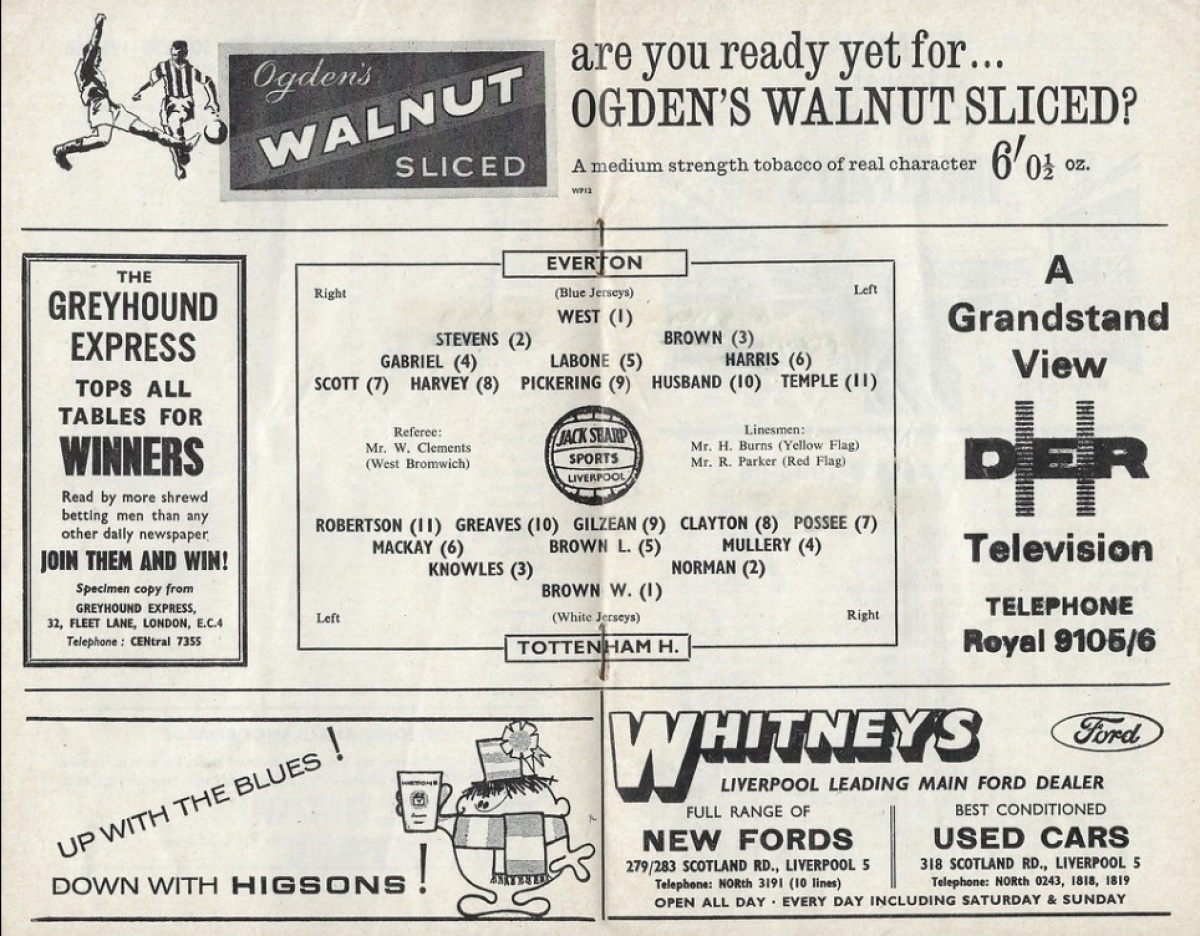 Ogden's
WALNUT
SLICED
are you ready yet for...
OGDEN'S WALNUT SLICED?
A medium strength tobacco of real character 6'0½ oz.
WP12
THE
GREYHOUND
EXPRESS
TOPS ALL
TABLES FOR
WINNERS
Read by more shrewd
betting men than any
other daily newspaper
JOIN THEM AND WIN!
Specimen copy from
GREYHOUND EXPRESS,
32, FLEET LANE, LONDON, E.C.4
Telephone : CENtral 7355
EVERTON
Right (Blue Jerseys) Left
WEST (1)
STEVENS (2) BROWN (3)
GABRIEL (4) LABONE (5) HARRIS (6)
SCOTT (7) HARVEY (8) PICKERING (9) HUSBAND (10) TEMPLE (11)
Referee:
Mr. W. Clements
(West Bromwich)
JACK SHARP
SPORTS
LIVERPOOL
Linesmen:
Mr. H. Burns (Yellow Flag)
Mr. R. Parker (Red Flag)
ROBERTSON (11) GREAVES (10) GILZEAN (9) CLAYTON (8) POSSEE (7)
MACKAY (6) BROWN L. (5) MULLERY (4)
KNOWLES (3) NORMAN (2)
BROWN W. (1)
Left (White Jerseys) Right
TOTTENHAM H.
A
Grandstand
View
DER
Television
TELEPHONE
Royal 9105/6
UP WITH THE BLUES!
DOWN WITH HIGSONS!
HIGSONS
WHITNEY'S
Ford
LIVERPOOL LEADING MAIN FORD DEALER
FULL RANGE OF
NEW FORDS
279/283 SCOTLAND RD., LIVERPOOL 5
Telephone: NORth 3191 (10 lines)
BEST CONDITIONED
USED CARS
318 SCOTLAND RD., LIVERPOOL 5
Telephone: NORth 0243, 1818, 1819
OPEN ALL DAY · EVERY DAY INCLUDING SATURDAY & SUNDAY